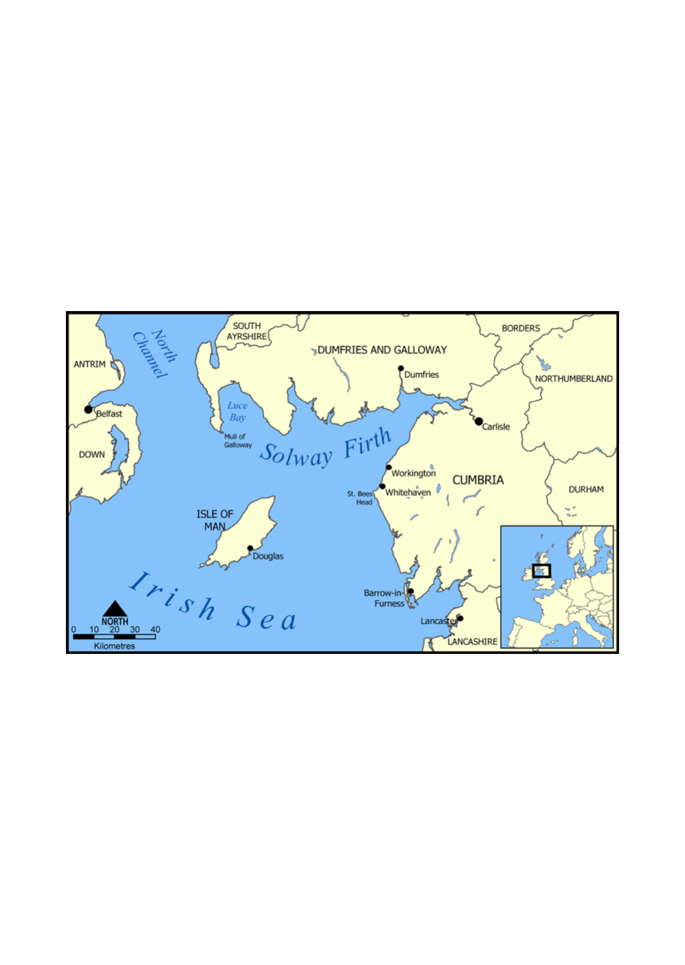 North
Channel
SOUTH
AYRSHIRE
BORDERS
DUMFRIES AND GALLOWAY
ANTRIM
Dumfries
NORTHUMBERLAND
Luce
Bay
Belfast
Carlisle
Mull of
Galloway
Solway Firth
DOWN
Workington
CUMBRIA
St. Bees
Head
Whitehaven
DURHAM
ISLE OF
MAN
Douglas
Irish Sea
Barrow-in-
Furness
Lancaster
LANCASHIRE
NORTH
0 10 20 30 40
Kilometres